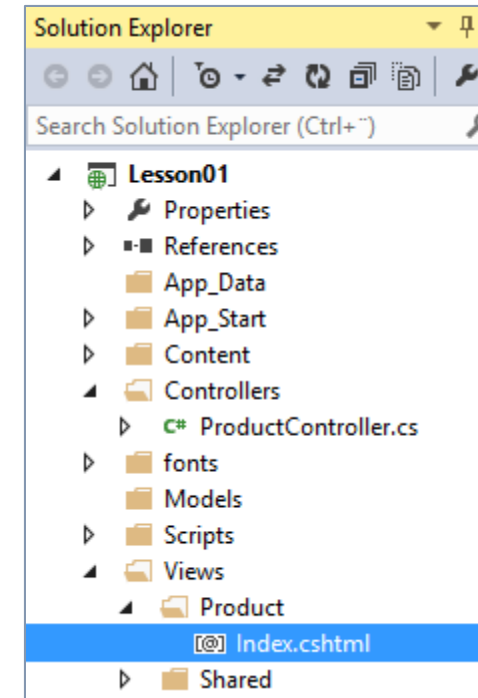 Solution Explorer
Search Solution Explorer (Ctrl+¨)
Lesson01
Properties
References
App_Data
App_Start
Content
Controllers
C# ProductController.cs
fonts
Models
Scripts
Views
Product
[@] Index.cshtml
Shared